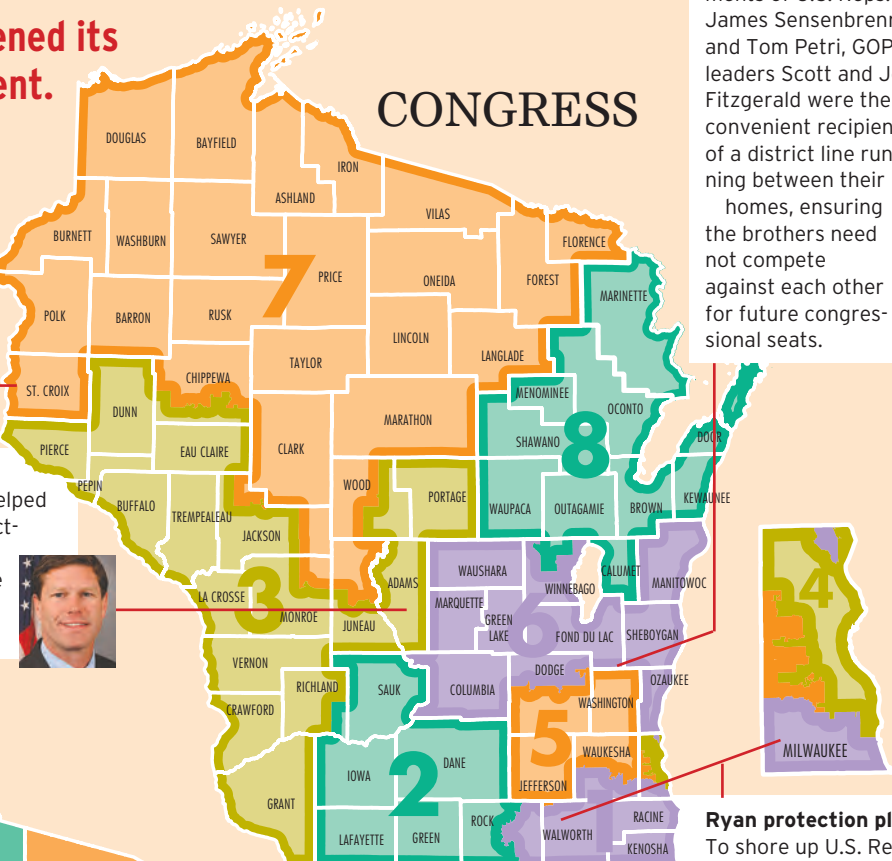 ened its
ent.
CONGRESS
James Sensenbrenn
and Tom Petri, GOP
leaders Scott and J
Fitzgerald were the
convenient recipien
of a district line run
ning between their
homes, ensuring
the brothers need
not compete
against each other
for future congres-
sional seats.
DOUGLAS
BAYFIELD
IRON
ASHLAND
VILAS
BURNETT
WASHBURN
SAWYER
FLORENCE
7
PRICE
ONEIDA
FOREST
MARINETTE
POLK
BARRON
RUSK
LINCOLN
LANGLADE
TAYLOR
CHIPPEWA
ST. CROIX
MENOMINEE
OCONTO
DUNN
MARATHON
8
SHAWANO
DOOR
PIERCE
EAU CLAIRE
CLARK
PEPIN
WOOD
PORTAGE
KEWAUNEE
BUFFALO
TREMPEALEAU
WAUPACA
OUTAGAMIE
BROWN
elped
ct-
e
JACKSON
WAUSHARA
WINNEBAGO
CALUMET
MANITOWOC
ADAMS
LA CROSSE
3
MONROE
JUNEAU
MARQUETTE
GREEN
LAKE
6
FOND DU LAC
SHEBOYGAN
4
VERNON
DODGE
OZAUKEE
RICHLAND
SAUK
COLUMBIA
WASHINGTON
CRAWFORD
5
WAUKESHA
MILWAUKEE
IOWA
2
DANE
JEFFERSON
GRANT
ROCK
1
RACINE
LAFAYETTE
GREEN
WALWORTH
KENOSHA
Ryan protection pl
To shore up U.S. Re